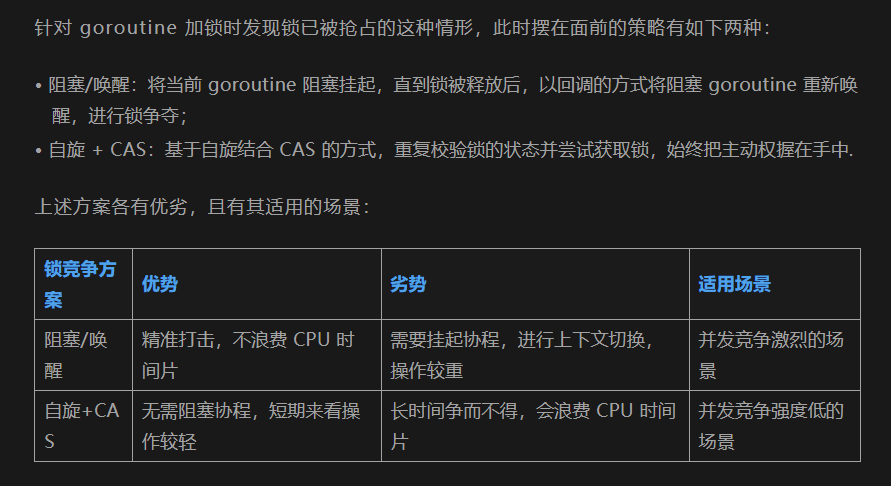 针对 goroutine 加锁时发现锁已被抢占的这种情形，此时摆在面前的策略有如下两种：
• 阻塞/唤醒：将当前 goroutine 阻塞挂起，直到锁被释放后，以回调的方式将阻塞 goroutine 重新唤
醒，进行锁争夺；
• 自旋 + CAS：基于自旋结合 CAS 的方式，重复校验锁的状态并尝试获取锁，始终把主动权握在手中.
上述方案各有优劣，且有其适用的场景：
锁竞争方
案
优势
劣势
适用场景
阻塞/唤
醒
精准打击，不浪费 CPU 时
间片
需要挂起协程，进行上下文切换，
操作较重
并发竞争激烈的场
景
自旋+CA
S
无需阻塞协程，短期来看操
作较轻
长时间争而不得，会浪费 CPU 时间
片
并发竞争强度低的
场景